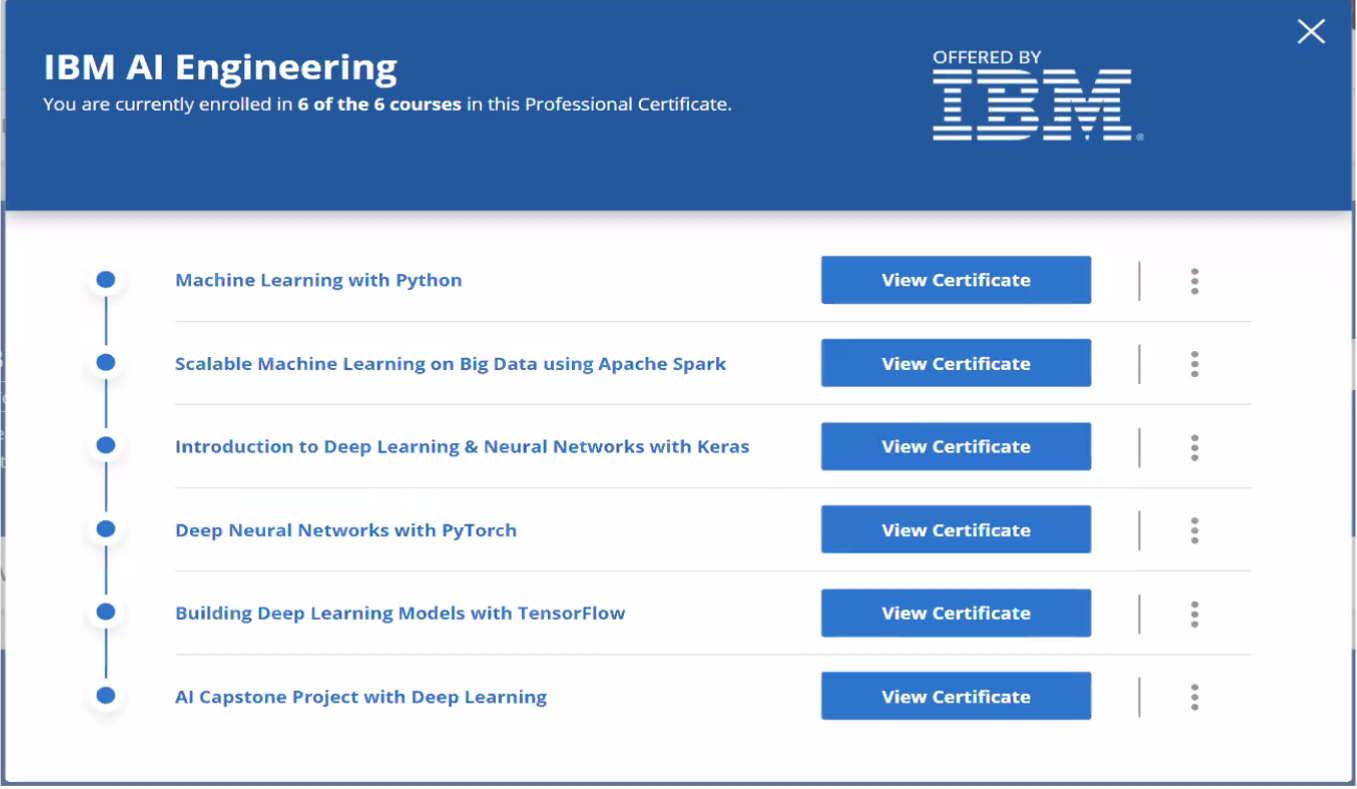 IBM AI Engineering
You are currently enrolled in 6 of the 6 courses in this Professional Certificate.
OFFERED BY
IBM®
Machine Learning with Python
View Certificate
Scalable Machine Learning on Big Data using Apache Spark
View Certificate
Introduction to Deep Learning & Neural Networks with Keras
View Certificate
Deep Neural Networks with PyTorch
View Certificate
Building Deep Learning Models with TensorFlow
View Certificate
AI Capstone Project with Deep Learning
View Certificate